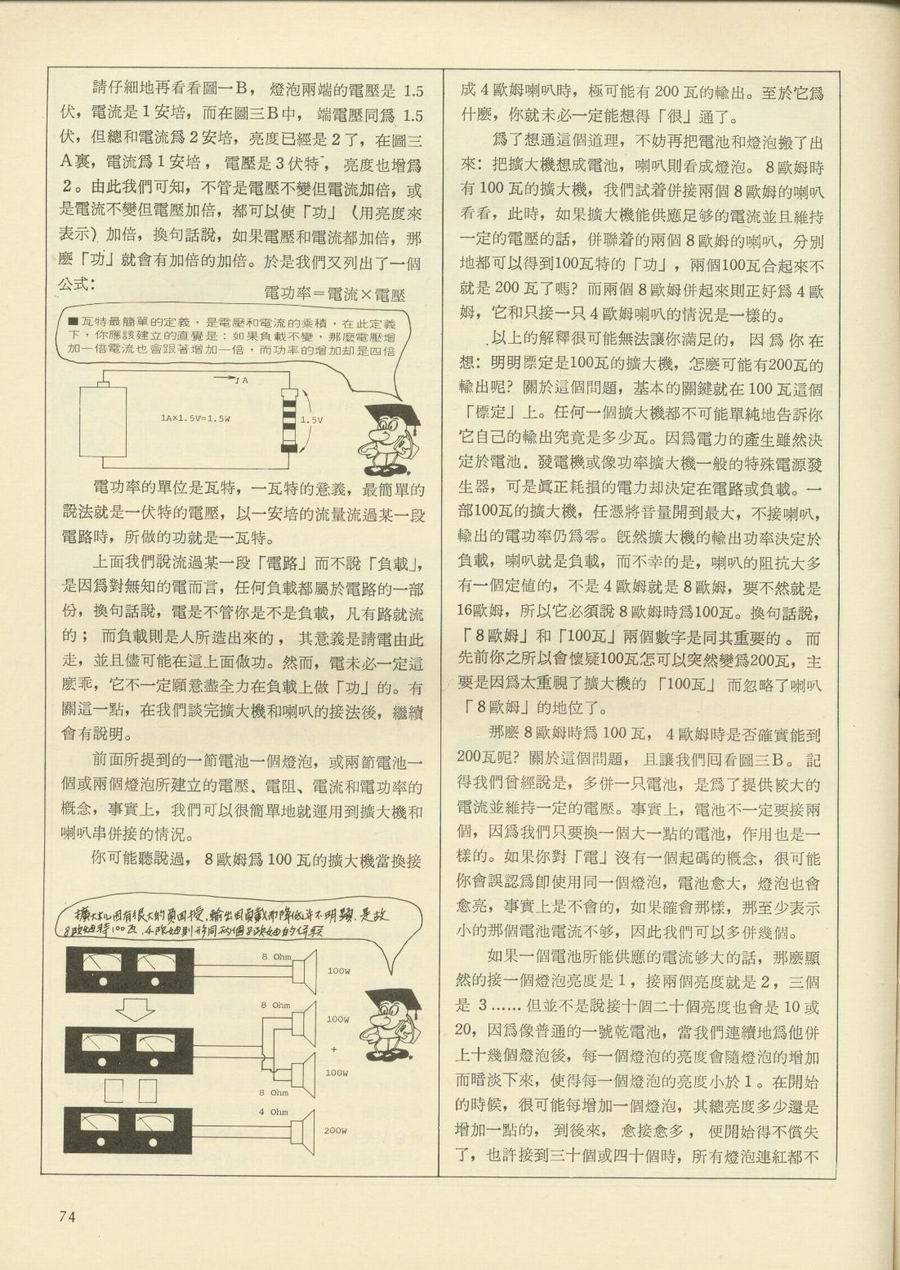 請仔細地再看看圖一B，燈泡兩端的電壓是 1.5
伏，電流是1安培，而在圖三B中，端電壓同爲 1.5
伏，但總和電流爲2安培，亮度已經是2了，在圖三
A裏，電流爲1安培，電壓是3伏特，亮度也增爲
2。由此我們可知，不管是電壓不變但電流加倍，或
是電流不變但電壓加倍，都可以使「功」（用亮度來
表示）加倍，換句話說，如果電壓和電流都加倍，那
麼「功」就會有加倍的加倍。於是我們又列出了一個
公式：
電功率＝電流×電壓
■瓦特最簡單的定義，是電壓和電流的乘積，在此定義
下，你應該建立的直覺是：如果負載不變，那麼電壓增
加一倍電流也會跟著增加一倍，而功率的增加却是四倍
1A
1A×1.5V=1.5W
1.5V
電功率的單位是瓦特，一瓦特的意義，最簡單的
說法就是一伏特的電壓，以一安培的流量流過某一段
電路時，所做的功就是一瓦特。
上面我們說流過某一段「電路」而不說「負載」，
是因爲對無知的電而言，任何負載都屬於電路的一部
份，換句話說，電是不管你是不是負載，凡有路就流
的；而負載則是人所造出來的，其意義是請電由此
走，並且儘可能在這上面做功。然而，電未必一定這
麼乖，它不一定願意盡全力在負載上做「功」的。有
關這一點，在我們談完擴大機和喇叭的接法後，繼續
會有說明。
前面所提到的一節電池一個燈泡，或兩節電池一
個或兩個燈泡所建立的電壓、電阻、電流和電功率的
概念，事實上，我們可以很簡單地就運用到擴大機和
喇叭串併接的情況。
你可能聽說過，8歐姆爲 100 瓦的擴大機當換接
擴大机因有很大的負回授，輸出因負載而降低率不明顯，是故
8歐姆時100瓦，4歐姆則形同兩個8歐姆的併聯
8 Ohm
100W
8 Ohm
100W
+
100W
8 Ohm
4 Ohm
200W
成4歐姆喇叭時，極可能有 200 瓦的輸出。至於它爲
什麼，你就未必一定能想得「很」通了。
爲了想通這個道理，不妨再把電池和燈泡搬了出
來：把擴大機想成電池，喇叭則看成燈泡。8歐姆時
有 100 瓦的擴大機，我們試着併接兩個8歐姆的喇叭
看看，此時，如果擴大機能供應足够的電流並且維持
一定的電壓的話，併聯着的兩個8歐姆的喇叭，分別
地都可以得到100瓦特的「功」，兩個100瓦合起來不
就是 200 瓦了嗎？而兩個8歐姆併起來則正好爲4歐
姆，它和只接一只4歐姆喇叭的情況是一樣的。
以上的解釋很可能無法讓你滿足的，因爲你在
想：明明標定是100瓦的擴大機，怎麼可能有200瓦的
輸出呢？關於這個問題，基本的關鍵就在 100 瓦這個
「標定」上。任何一個擴大機都不可能單純地告訴你
它自己的輸出究竟是多少瓦。因爲電力的產生雖然決
定於電池．發電機或像功率擴大機一般的特殊電源發
生器，可是眞正耗損的電力却決定在電路或負載。一
部100瓦的擴大機，任憑將音量開到最大，不接喇叭，
輸出的電功率仍爲零。旣然擴大機的輸出功率決定於
負載，喇叭就是負載，而不幸的是，喇叭的阻抗大多
有一個定値的，不是4歐姆就是8歐姆，要不然就是
16歐姆，所以它必須說8歐姆時爲100瓦。換句話說，
「8歐姆」和「100瓦」兩個數字是同其重要的。而
先前你之所以會懷疑100瓦怎可以突然變爲200瓦，主
要是因爲太重視了擴大機的「100瓦」而忽略了喇叭
「8歐姆」的地位了。
那麼8歐姆時爲 100 瓦，4歐姆時是否確實能到
200瓦呢？關於這個問題，且讓我們囘看圖三B。記
得我們曾經說是，多併一只電池，是爲了提供較大的
電流並維持一定的電壓。事實上，電池不一定要接兩
個，因爲我們只要換一個大一點的電池，作用也是一
樣的。如果你對「電」沒有一個起碼的概念，很可能
你會誤認爲卽使用同一個燈泡，電池愈大，燈泡也會
愈亮，事實上是不會的，如果確會那樣，那至少表示
小的那個電池電流不够，因此我們可以多併幾個。
如果一個電池所能供應的電流够大的話，那麼顯
然的接一個燈泡亮度是1，接兩個亮度就是2，三個
是 3……但並不是說接十個二十個亮度也會是 10 或
20，因爲像普通的一號乾電池，當我們連續地爲他併
上十幾個燈泡後，每一個燈泡的亮度會隨燈泡的增加
而暗淡下來，使得每一個燈泡的亮度小於1。在開始
的時候，很可能每增加一個燈泡，其總亮度多少還是
增加一點的，到後來，愈接愈多，便開始得不償失
了，也許接到三十個或四十個時，所有燈泡連紅都不
74